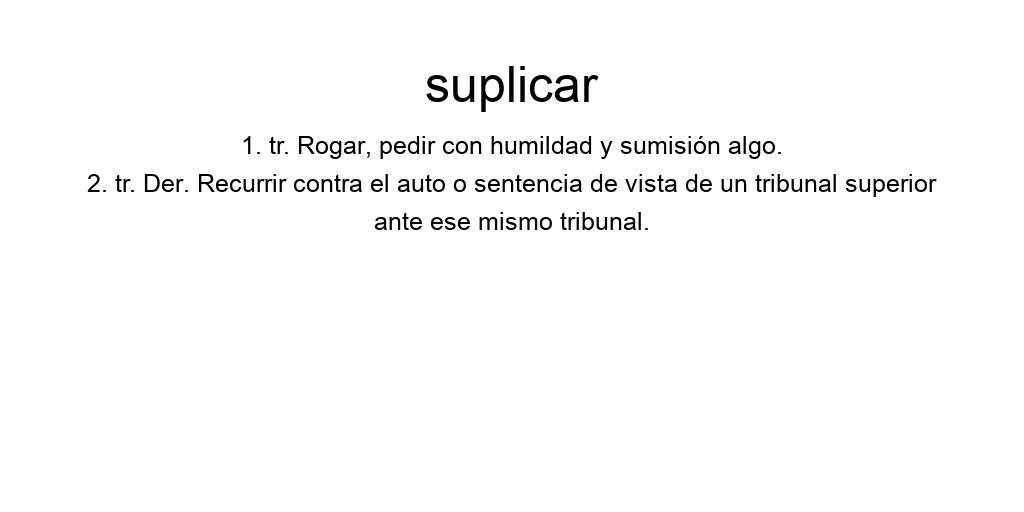 suplicar
1. tr. Rogar, pedir con humildad y sumisión algo.
2. tr. Der. Recurrir contra el auto o sentencia de vista de un tribunal superior
ante ese mismo tribunal.